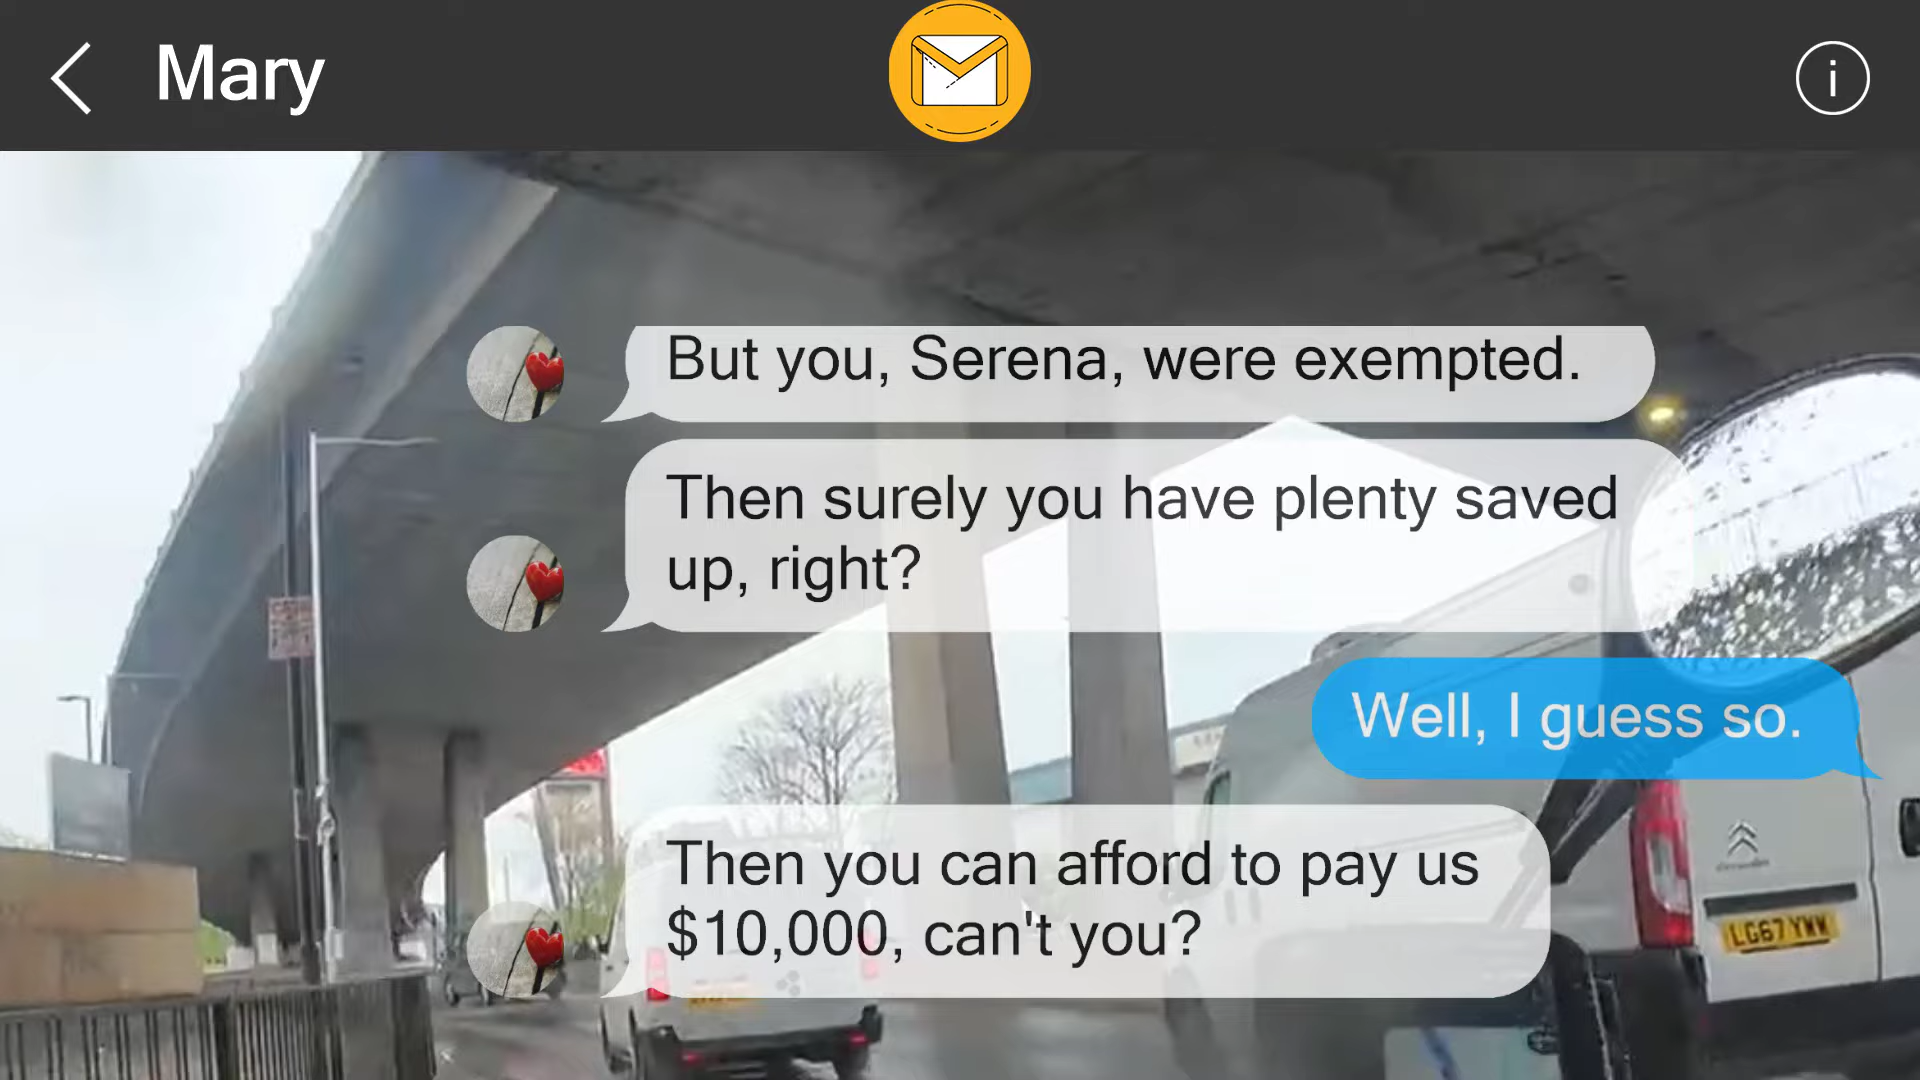 Mary
i
But you, Serena, were exempted.
Then surely you have plenty saved
up, right?
Well, I guess so.
Then you can afford to pay us
$10,000, can't you?
LG67 YWW